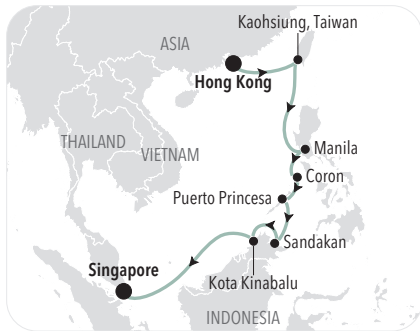 Kaohsiung, Taiwan
ASIA
Hong Kong
THAILAND
VIETNAM
Manila
Coron
Puerto Princesa
Sandakan
Singapore
Kota Kinabalu
INDONESIA